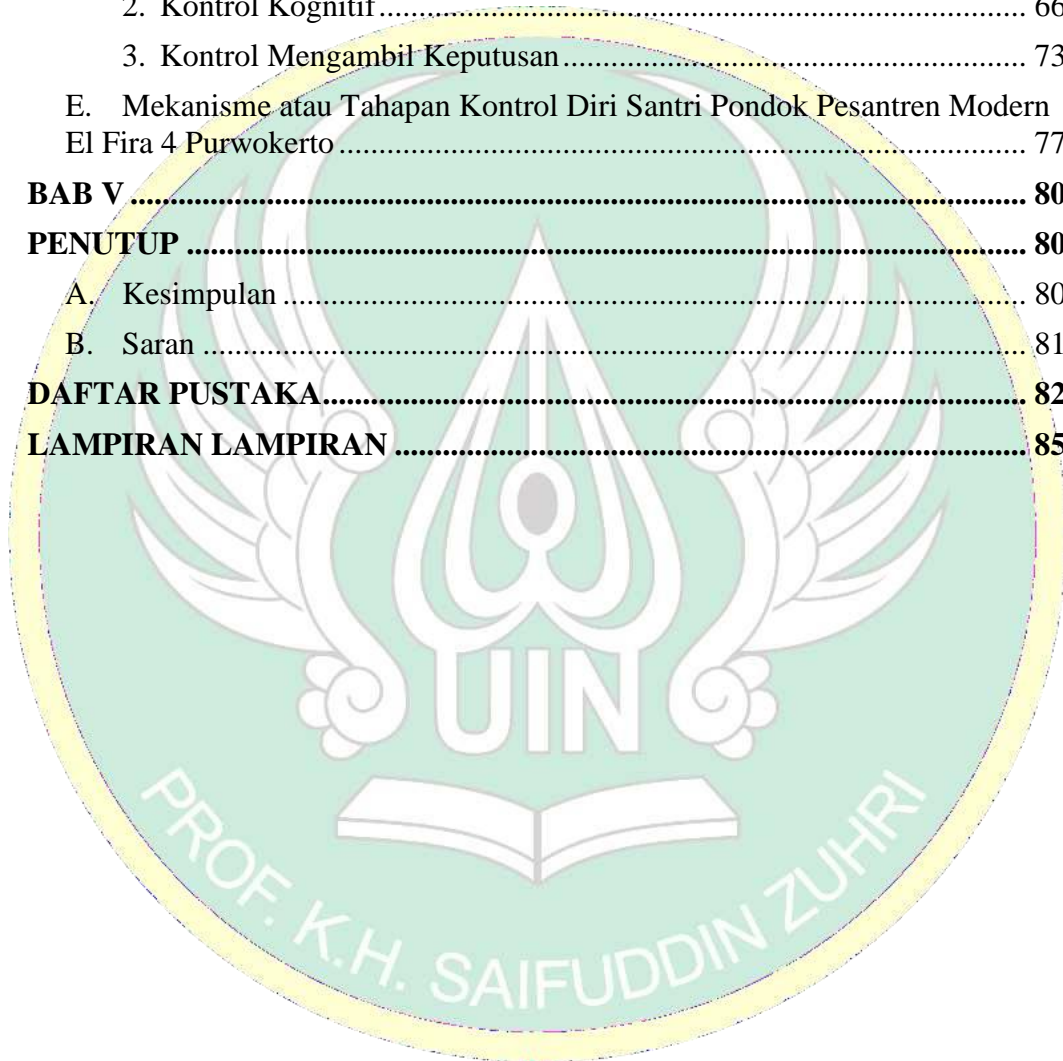 2. Kontrol Kognitif ........................................................................ 66
3. Kontrol Mengambil Keputusan ........................................................................ 73
E. Mekanisme atau Tahapan Kontrol Diri Santri Pondok Pesantren Modern
El Fira 4 Purwokerto ........................................................................ 77
BAB V ........................................................................ 80
PENUTUP ........................................................................ 80
A. Kesimpulan ........................................................................ 80
B. Saran ........................................................................ 81
DAFTAR PUSTAKA ........................................................................ 82
LAMPIRAN LAMPIRAN ........................................................................ 85
UIN
PROF. K.H. SAIFUDDIN ZUHRI